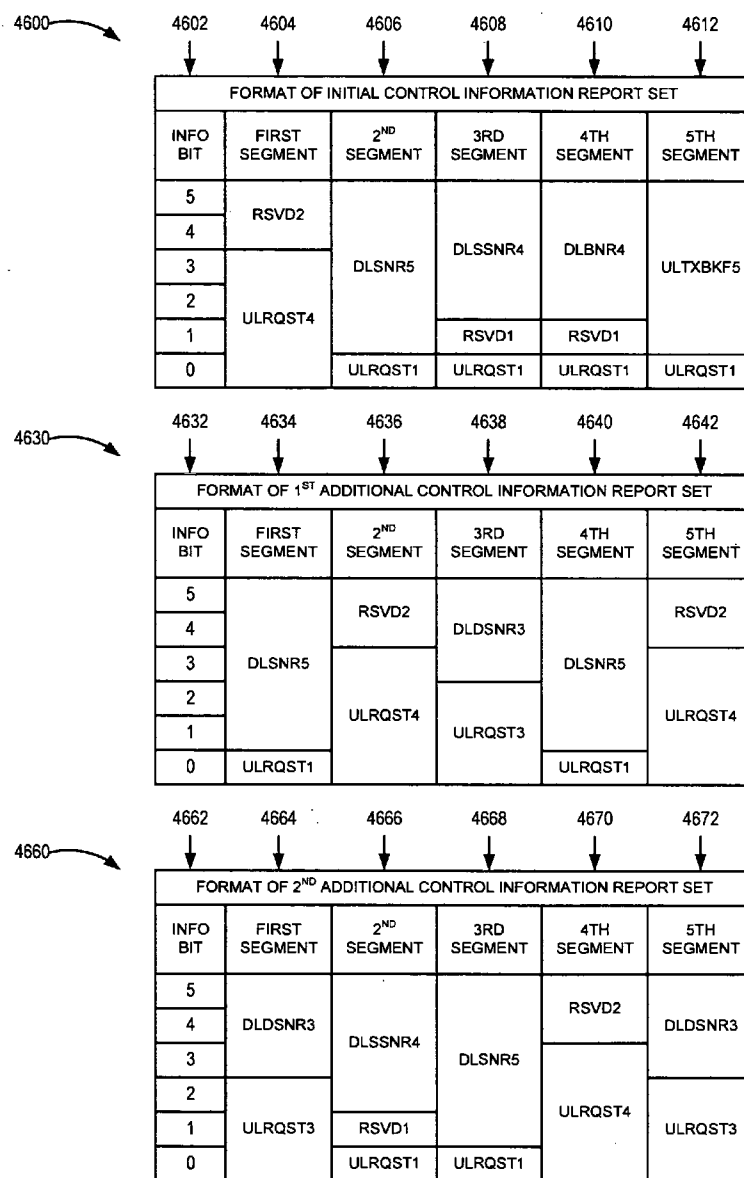 4600
4602 4604 4606 4608 4610 4612
FORMAT OF INITIAL CONTROL INFORMATION REPORT SET
INFO BIT FIRST SEGMENT 2ND SEGMENT 3RD SEGMENT 4TH SEGMENT 5TH SEGMENT
5
4
3
2
1
0
RSVD2
ULRQST4
DLSNR5
ULRQST1
DLSSNR4
RSVD1
ULRQST1
DLBNR4
RSVD1
ULRQST1
ULTXBKF5
ULRQST1
4630
4632 4634 4636 4638 4640 4642
FORMAT OF 1ST ADDITIONAL CONTROL INFORMATION REPORT SET
INFO BIT FIRST SEGMENT 2ND SEGMENT 3RD SEGMENT 4TH SEGMENT 5TH SEGMENT
5
4
3
2
1
0
DLSNR5
ULRQST1
RSVD2
ULRQST4
DLDSNR3
ULRQST3
DLSNR5
ULRQST1
RSVD2
ULRQST4
4660
4662 4664 4666 4668 4670 4672
FORMAT OF 2ND ADDITIONAL CONTROL INFORMATION REPORT SET
INFO BIT FIRST SEGMENT 2ND SEGMENT 3RD SEGMENT 4TH SEGMENT 5TH SEGMENT
5
4
3
2
1
0
DLDSNR3
ULRQST3
DLSSNR4
RSVD1
ULRQST1
DLSNR5
ULRQST1
RSVD2
ULRQST4
DLDSNR3
ULRQST3